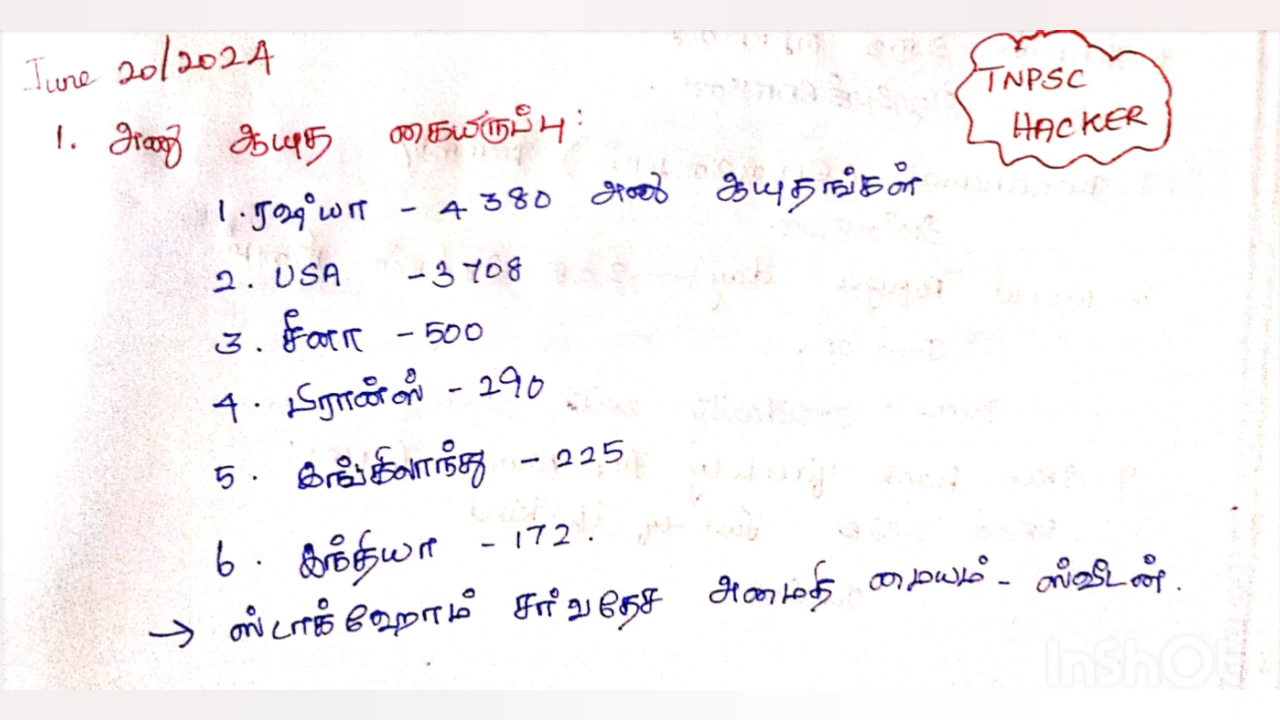 June 20/2024
TNPSC
HACKER
1. அணு ஆயுத கையிருப்பு:
1. ரஷ்யா - 4380 அணு ஆயுதங்கள்
2. USA - 3708
3. சீனா - 500
4. பிரான்ஸ் - 290
5. இங்கிலாந்து - 225
6. இந்தியா - 172.
→ ஸ்டாக்ஹோம் சர்வதேச அமைதி மையம் - ஸ்வீடன்.
InShOt